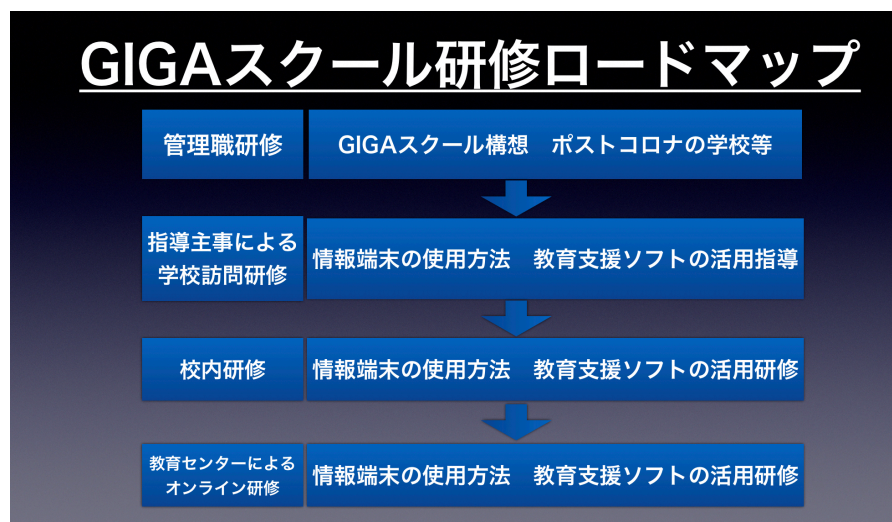 GIGAスクール研修ロードマップ
管理職研修
GIGAスクール構想　ポストコロナの学校等
指導主事による
学校訪問研修
情報端末の使用方法　教育支援ソフトの活用指導
校内研修
情報端末の使用方法　教育支援ソフトの活用研修
教育センターによる
オンライン研修
情報端末の使用方法　教育支援ソフトの活用研修